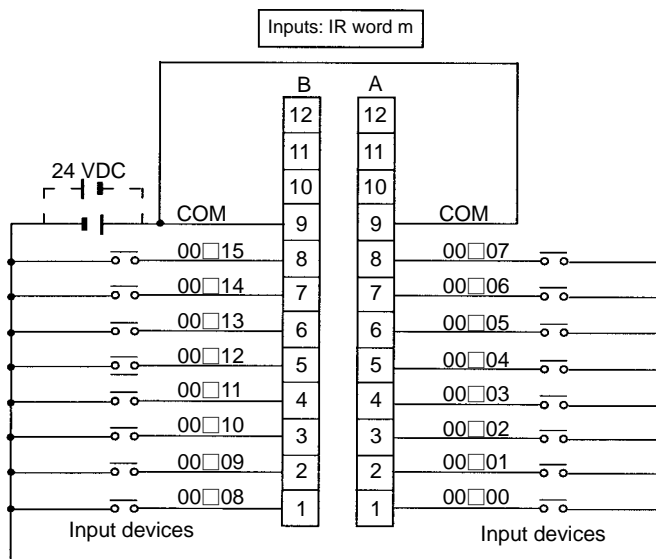 Inputs: IR word m
B A
12 12
11 11
24 VDC
10 10
COM 9 9 COM
00□15 8 8 00□07
00□14 7 7 00□06
00□13 6 6 00□05
00□12 5 5 00□04
00□11 4 4 00□03
00□10 3 3 00□02
00□09 2 2 00□01
00□08 1 1 00□00
Input devices Input devices